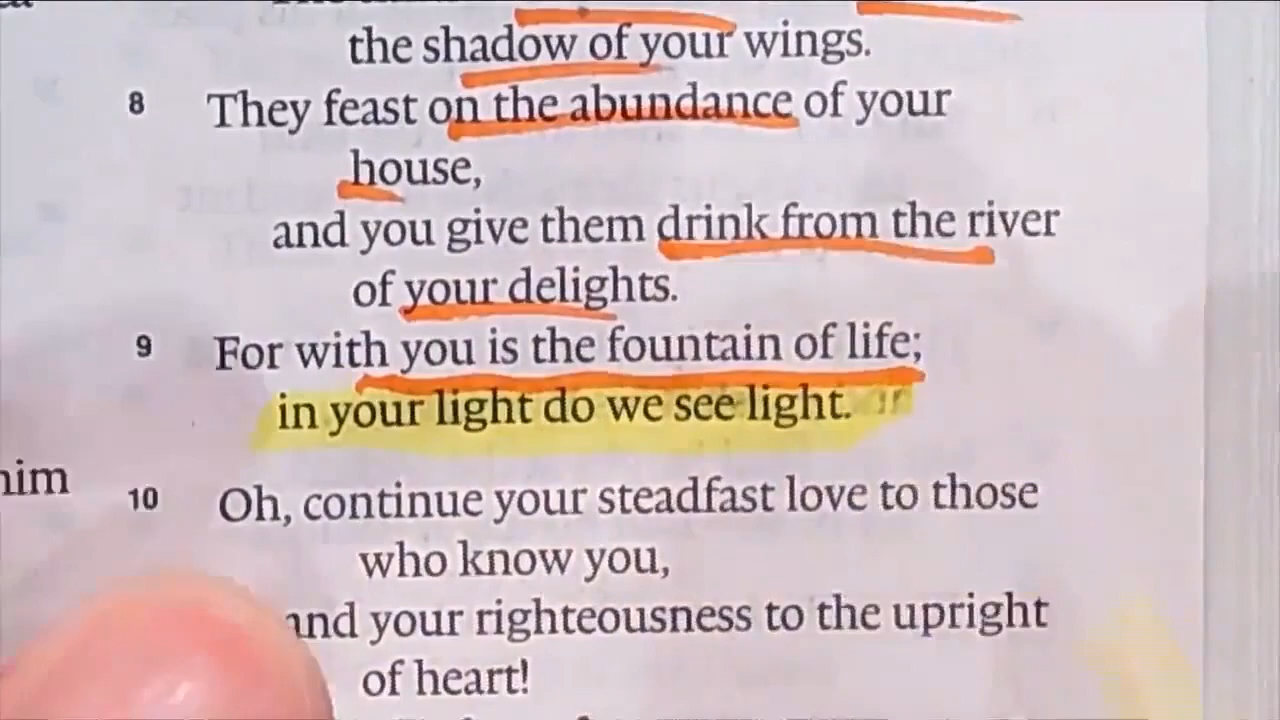 the shadow of your wings.
8 They feast on the abundance of your
house,
and you give them drink from the river
of your delights.
9 For with you is the fountain of life;
in your light do we see light.
him
10 Oh, continue your steadfast love to those
who know you,
and your righteousness to the upright
of heart!